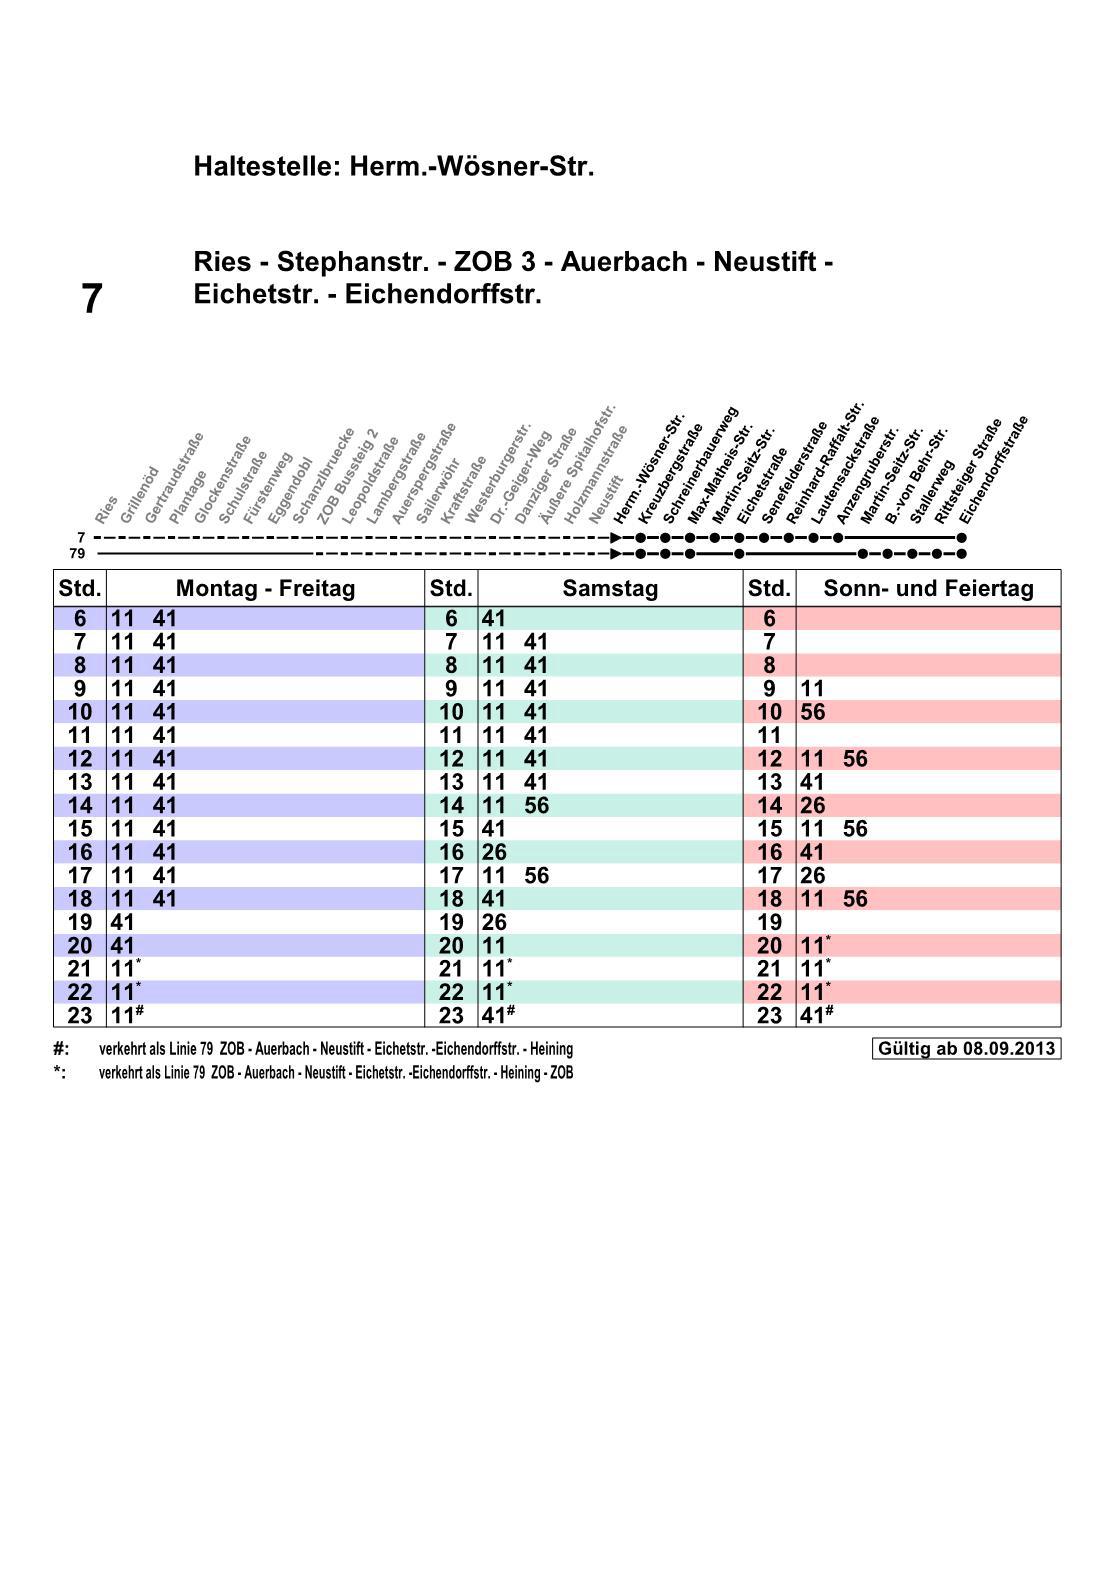 Haltestelle: Herm.-Wösner-Str.
Ries - Stephanstr. - ZOB 3 - Auerbach - Neustift -
7
Eichetstr. - Eichendorffstr.
Ries
Grillenöd
Gertraudstraße
Plantage
Glockenstraße
Schulstraße
Fürstenweg
Eggendobl
Schanzlbruecke
ZOB Bussteig 2
Leopoldstraße
Lambergstraße
Auerspergstraße
Sailerwöhr
Kraftstraße
Westerburgerstr.
Dr.-Geiger-Weg
Danziger Straße
Äußere Spitalhofstr.
Holzmannstraße
Neustift
Herm.-Wösner-Str.
Kreuzbergstraße
Schreinerbauerweg
Max-Matheis-Str.
Martin-Seitz-Str.
Eichetstraße
Senefelderstraße
Reinhard-Raffalt-Str.
Lautensackstraße
Anzengruberstr.
Martin-Seitz-Str.
B.-von Behr-Str.
Stallerweg
Rittsteiger Straße
Eichendorffstraße
7
79
Std. Montag - Freitag Std. Samstag Std. Sonn- und Feiertag
6 11 41 6 41 6
7 11 41 7 11 41 7
8 11 41 8 11 41 8
9 11 41 9 11 41 9 11
10 11 41 10 11 41 10 56
11 11 41 11 11 41 11
12 11 41 12 11 41 12 11 56
13 11 41 13 11 41 13 41
14 11 41 14 11 56 14 26
15 11 41 15 41 15 11 56
16 11 41 16 26 16 41
17 11 41 17 11 56 17 26
18 11 41 18 41 18 11 56
19 41 19 26 19
20 41 20 11 20 11*
21 11* 21 11* 21 11*
22 11* 22 11* 22 11*
23 11# 23 41# 23 41#
#: verkehrt als Linie 79 ZOB - Auerbach - Neustift - Eichetstr. -Eichendorffstr. - Heining
Gültig ab 08.09.2013
*: verkehrt als Linie 79 ZOB - Auerbach - Neustift - Eichetstr. -Eichendorffstr. - Heining - ZOB